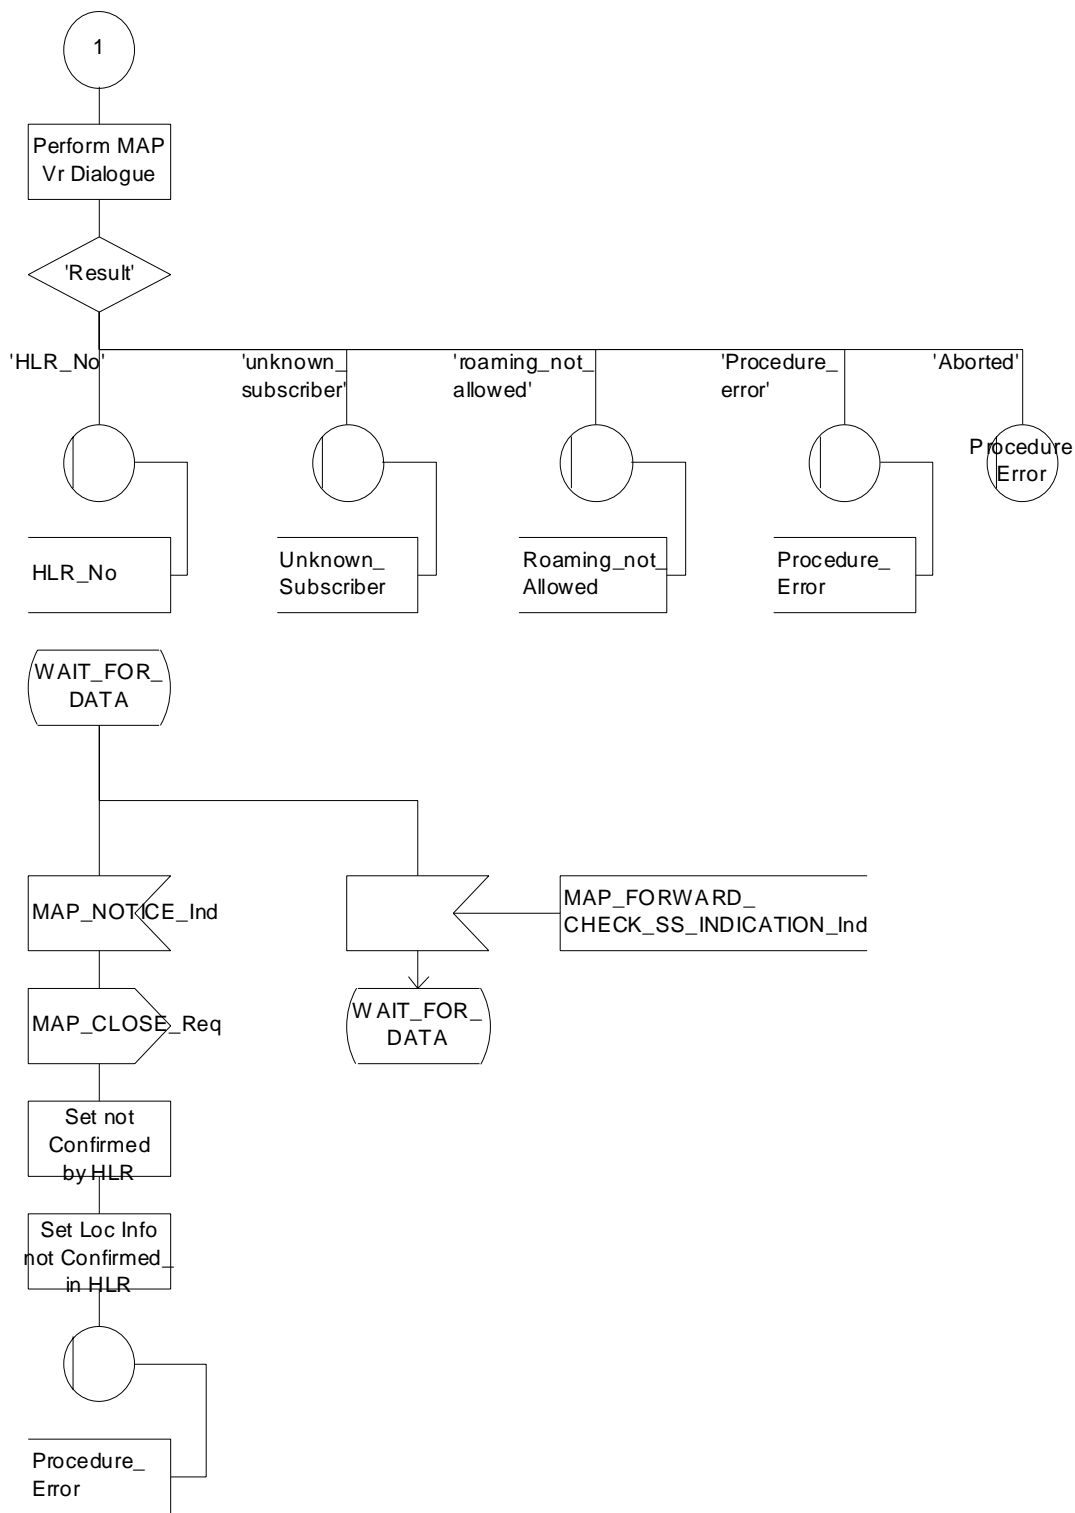 1
Perform MAP
Vr Dialogue
'Result'
'HLR_No'
'unknown_
subscriber'
'roaming_not_
allowed'
'Procedure_
error'
'Aborted'
Procedure
Error
HLR_No
Unknown_
Subscriber
Roaming_not_
Allowed
Procedure_
Error
WAIT_FOR_
DATA
MAP_NOTICE_Ind
MAP_FORWARD_
CHECK_SS_INDICATION_Ind
MAP_CLOSE_Req
WAIT_FOR_
DATA
Set not
Confirmed
by HLR
Set Loc Info
not Confirmed_
in HLR
Procedure_
Error